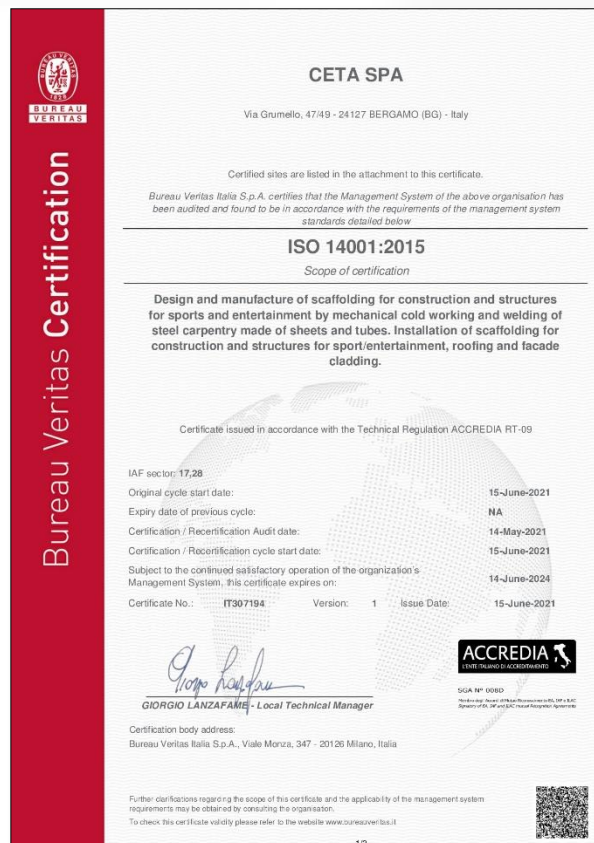 BUREAU
VERITAS
Bureau Veritas Certification
CETA SPA
Via Grumello, 47/49 - 24127 BERGAMO (BG) - Italy
Certified sites are listed in the attachment to this certificate.
Bureau Veritas Italia S.p.A. certifies that the Management System of the above organisation has
been audited and found to be in accordance with the requirements of the management system
standards detailed below
ISO 14001:2015
Scope of certification
Design and manufacture of scaffolding for construction and structures
for sports and entertainment by mechanical cold working and welding of
steel carpentry made of sheets and tubes. Installation of scaffolding for
construction and structures for sport/entertainment, roofing and facade
cladding.
Certificate issued in accordance with the Technical Regulation ACCREDIA RT-09
IAF sector: 17,28
Original cycle start date: 15-June-2021
Expiry date of previous cycle: NA
Certification / Recertification Audit date: 14-May-2021
Certification / Recertification cycle start date: 15-June-2021
Subject to the continued satisfactory operation of the organization's
Management System, this certificate expires on: 14-June-2024
Certificate No.: IT307194 Version: 1 Issue Date: 15-June-2021
ACCREDIA
L'ENTE ITALIANO DI ACCREDITAMENTO
SGA N° 006D
GIORGIO LANZAFAME - Local Technical Manager
Certification body address:
Bureau Veritas Italia S.p.A., Viale Monza, 347 - 20126 Milano, Italia
Further clarifications regarding the scope of this certificate and the applicability of the management system
requirements may be obtained by consulting the organisation.
To check this certificate validity please refer to the website www.bureauveritas.it